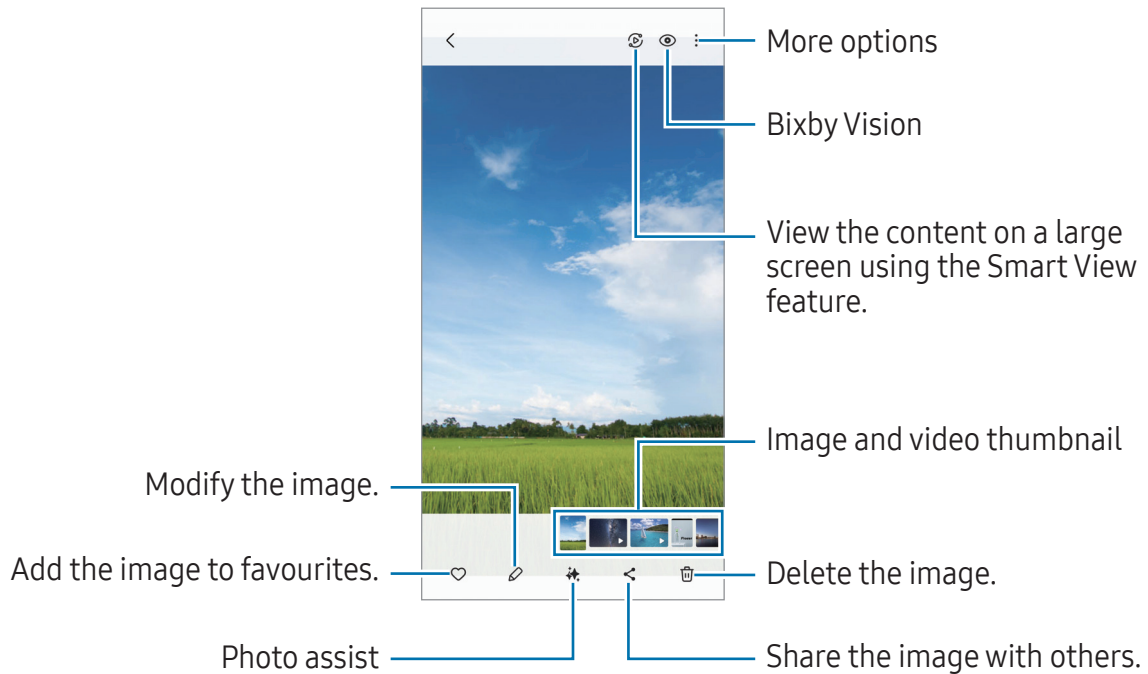 More options
Bixby Vision
View the content on a large
screen using the Smart View
feature.
Image and video thumbnail
Modify the image.
Add the image to favourites.
Delete the image.
Photo assist
Share the image with others.